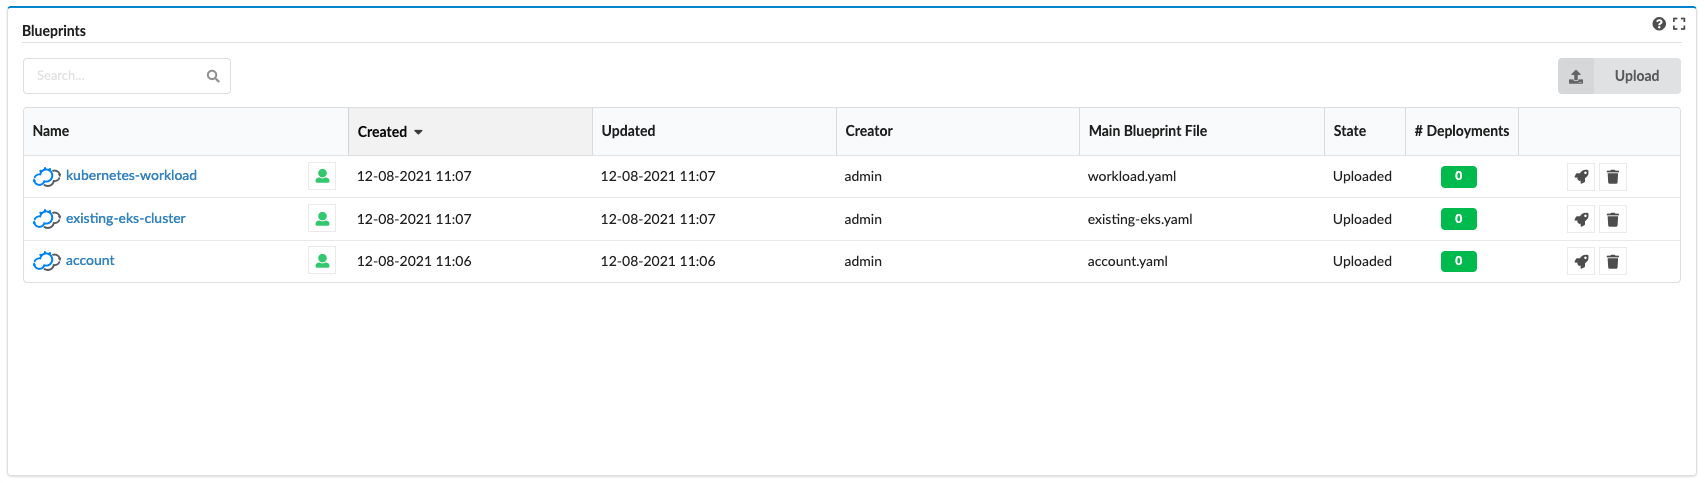 Blueprints
Search...
Upload
Name Created Updated Creator Main Blueprint File State # Deployments
kubernetes-workload 12-08-2021 11:07 12-08-2021 11:07 admin workload.yaml Uploaded 0
existing-eks-cluster 12-08-2021 11:07 12-08-2021 11:07 admin existing-eks.yaml Uploaded 0
account 12-08-2021 11:06 12-08-2021 11:06 admin account.yaml Uploaded 0